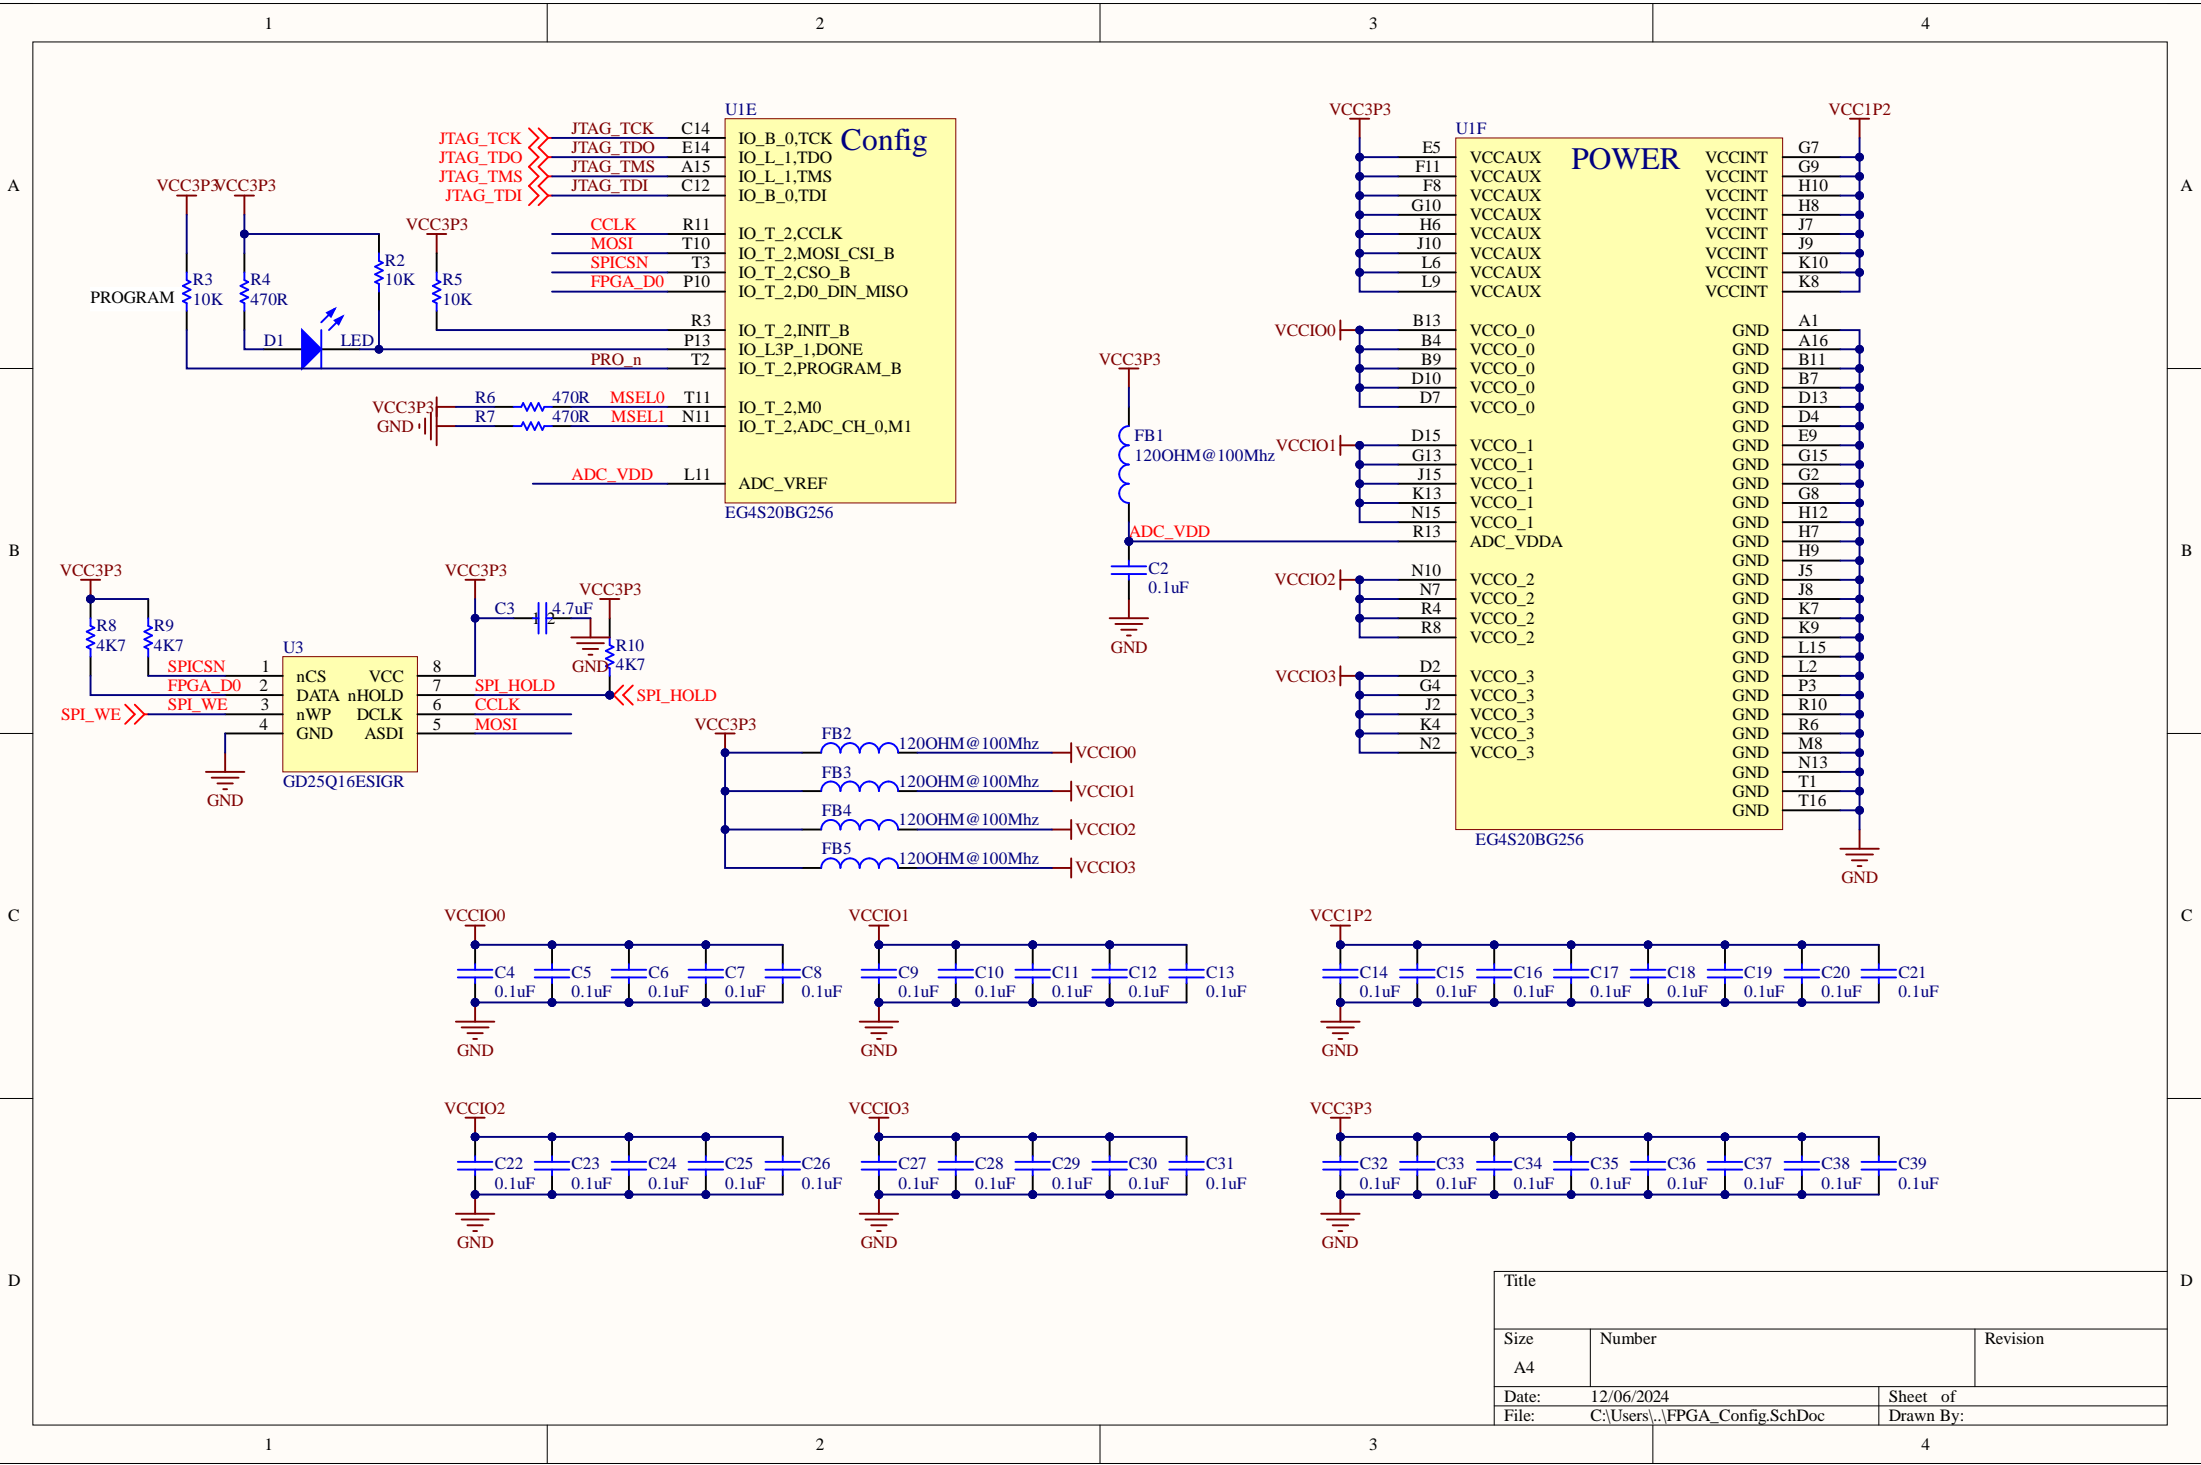 1 2 3 4
A A
B B
C C
D D
U1E
Config
JTAG_TCK JTAG_TCK C14 IO_B_0,TCK
JTAG_TDO JTAG_TDO E14 IO_L_1,TDO
JTAG_TMS JTAG_TMS A15 IO_L_1,TMS
JTAG_TDI JTAG_TDI C12 IO_B_0,TDI
CCLK R11 IO_T_2,CCLK
MOSI T10 IO_T_2,MOSI_CSI_B
SPICSN T3 IO_T_2,CSO_B
FPGA_D0 P10 IO_T_2,D0_DIN_MISO
R3 IO_T_2,INIT_B
P13 IO_L3P_1,DONE
PRO_n T2 IO_T_2,PROGRAM_B
VCC3P3 R6 470R MSEL0 T11 IO_T_2,M0
GND R7 470R MSEL1 N11 IO_T_2,ADC_CH_0,M1
ADC_VDD L11 ADC_VREF
EG4S20BG256
VCC3P3 VCC3P3
VCC3P3
PROGRAM
R3
10K
R4
470R
R2
10K
R5
10K
D1 LED
VCC3P3 VCC1P2
U1F
POWER
E5 VCCAUX VCCINT G7
F11 VCCAUX VCCINT G9
F8 VCCAUX VCCINT H10
G10 VCCAUX VCCINT H8
H6 VCCAUX VCCINT J7
J10 VCCAUX VCCINT J9
L6 VCCAUX VCCINT K10
L9 VCCAUX VCCINT K8
VCCIO0 B13 VCCO_0 GND A1
B4 VCCO_0 GND A16
B9 VCCO_0 GND B11
D10 VCCO_0 GND B7
D7 VCCO_0 GND D13
GND D4
VCCIO1 D15 VCCO_1 GND E9
G13 VCCO_1 GND G15
J15 VCCO_1 GND G2
K13 VCCO_1 GND G8
N15 VCCO_1 GND H12
R13 ADC_VDDA GND H7
GND H9
VCCIO2 N10 VCCO_2 GND J5
N7 VCCO_2 GND J8
R4 VCCO_2 GND K7
R8 VCCO_2 GND K9
GND L15
VCCIO3 D2 VCCO_3 GND L2
G4 VCCO_3 GND P3
J2 VCCO_3 GND R10
K4 VCCO_3 GND R6
N2 VCCO_3 GND M8
GND N13
GND T1
GND T16
EG4S20BG256
GND
VCC3P3
FB1
120OHM@100Mhz
ADC_VDD
C2
0.1uF
GND
VCC3P3
R8
4K7
R9
4K7
VCC3P3
C3 4.7uF
1 2
GND
VCC3P3
R10
4K7
U3
SPICSN 1 nCS VCC 8
FPGA_D0 2 DATA nHOLD 7 SPI_HOLD SPI_HOLD
SPI_WE SPI_WE 3 nWP DCLK 6 CCLK
4 GND ASDI 5 MOSI
GD25Q16ESIGR
GND
VCC3P3
FB2 120OHM@100Mhz VCCIO0
FB3 120OHM@100Mhz VCCIO1
FB4 120OHM@100Mhz VCCIO2
FB5 120OHM@100Mhz VCCIO3
VCCIO0 VCCIO1 VCC1P2
C4 C5 C6 C7 C8 C9 C10 C11 C12 C13 C14 C15 C16 C17 C18 C19 C20 C21
0.1uF 0.1uF 0.1uF 0.1uF 0.1uF 0.1uF 0.1uF 0.1uF 0.1uF 0.1uF 0.1uF 0.1uF 0.1uF 0.1uF 0.1uF 0.1uF 0.1uF 0.1uF
GND GND GND
VCCIO2 VCCIO3 VCC3P3
C22 C23 C24 C25 C26 C27 C28 C29 C30 C31 C32 C33 C34 C35 C36 C37 C38 C39
0.1uF 0.1uF 0.1uF 0.1uF 0.1uF 0.1uF 0.1uF 0.1uF 0.1uF 0.1uF 0.1uF 0.1uF 0.1uF 0.1uF 0.1uF 0.1uF 0.1uF 0.1uF
GND GND GND
Title
Size Number Revision
A4
Date: 12/06/2024 Sheet of
File: C:\Users\..\FPGA_Config.SchDoc Drawn By:
1 2 3 4